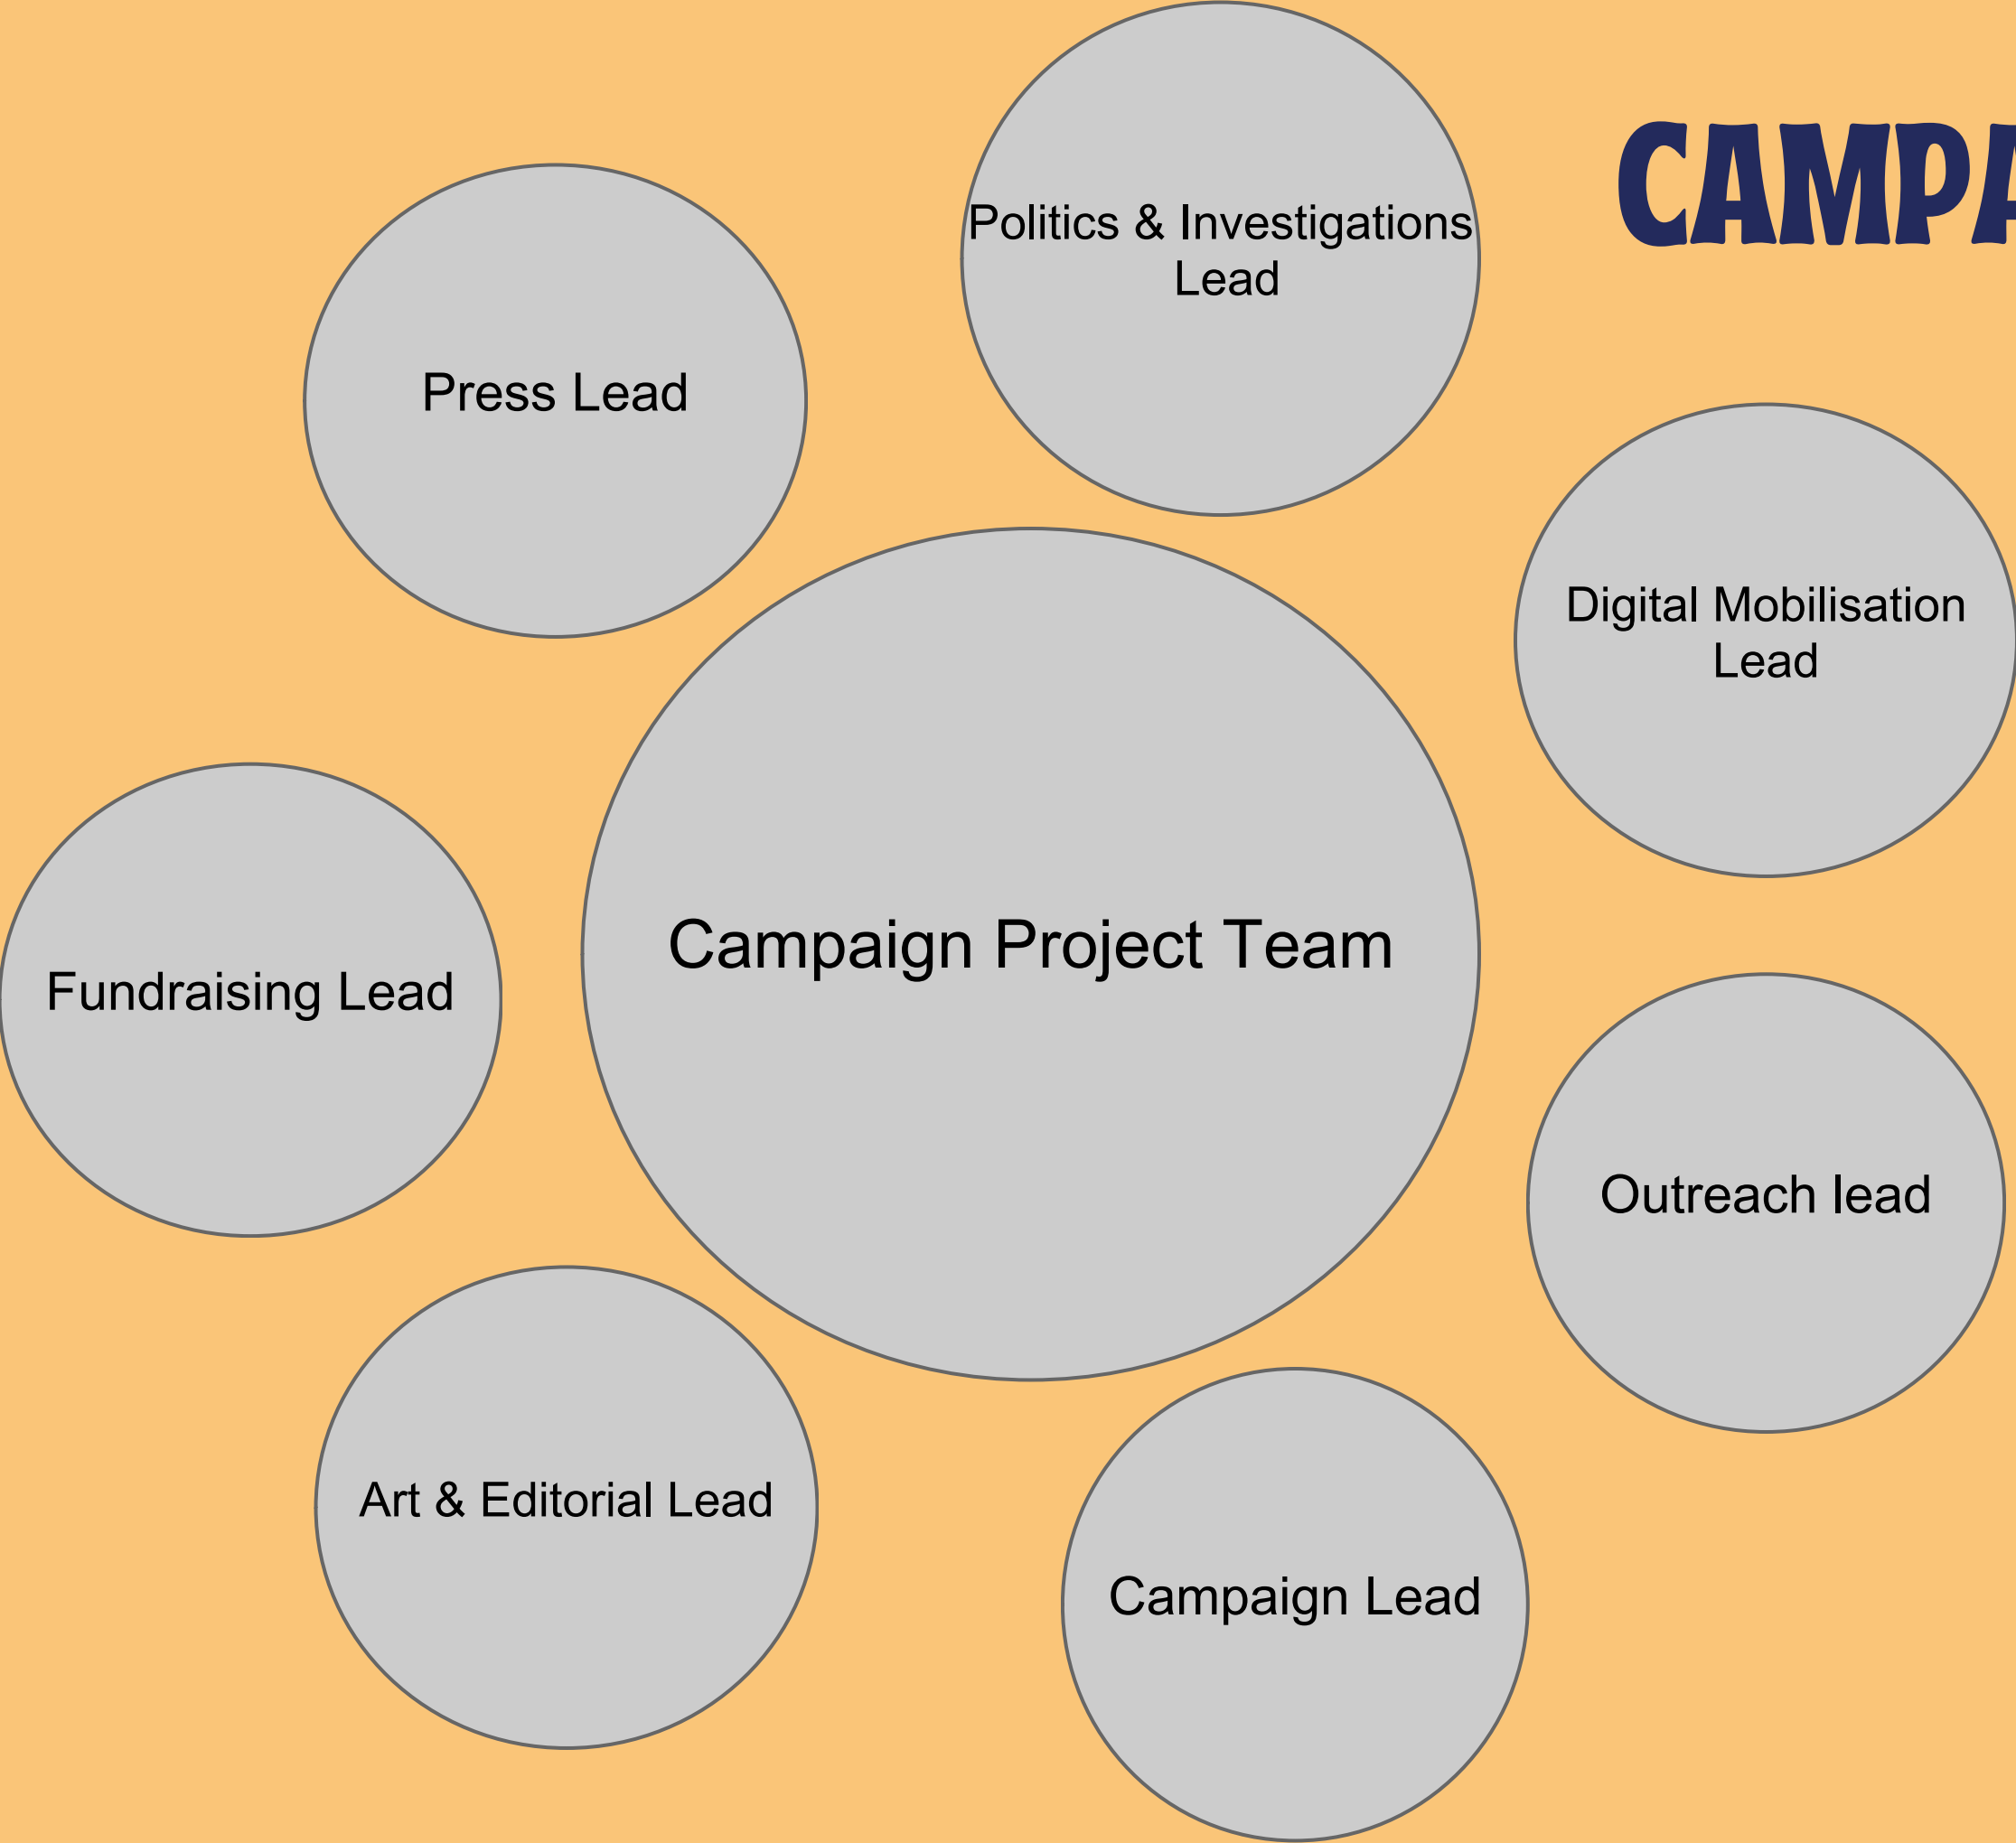 CAMPA
Politics & Investigations
Lead
Press Lead
Digital Mobilisation
Lead
Campaign Project Team
Fundraising Lead
Outreach lead
Art & Editorial Lead
Campaign Lead